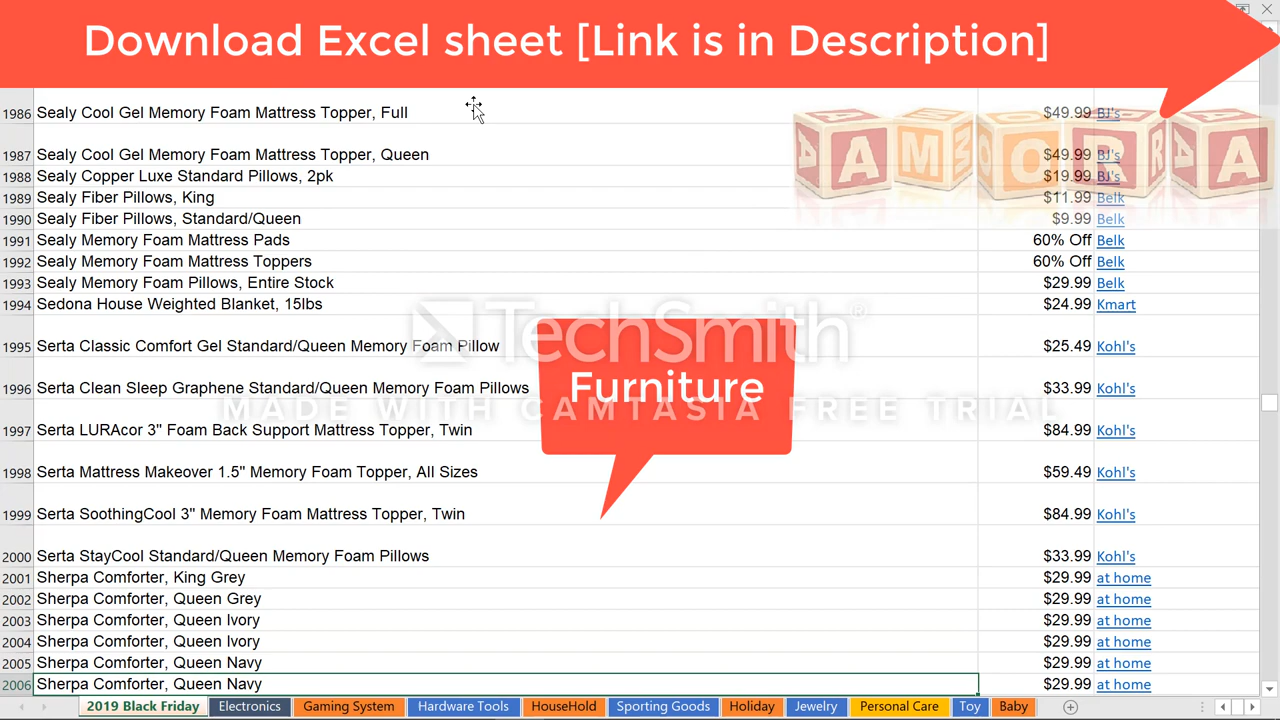 Download Excel sheet [Link is in Description]
1986 Sealy Cool Gel Memory Foam Mattress Topper, Full $49.99 BJ's
1987 Sealy Cool Gel Memory Foam Mattress Topper, Queen $49.99 BJ's
1988 Sealy Copper Luxe Standard Pillows, 2pk $19.99 BJ's
1989 Sealy Fiber Pillows, King $11.99 Belk
1990 Sealy Fiber Pillows, Standard/Queen $9.99 Belk
1991 Sealy Memory Foam Mattress Pads 60% Off Belk
1992 Sealy Memory Foam Mattress Toppers 60% Off Belk
1993 Sealy Memory Foam Pillows, Entire Stock $29.99 Belk
1994 Sedona House Weighted Blanket, 15lbs $24.99 Kmart
1995 Serta Classic Comfort Gel Standard/Queen Memory Foam Pillow $25.49 Kohl's
1996 Serta Clean Sleep Graphene Standard/Queen Memory Foam Pillows $33.99 Kohl's
1997 Serta LURAcor 3" Foam Back Support Mattress Topper, Twin $84.99 Kohl's
1998 Serta Mattress Makeover 1.5" Memory Foam Topper, All Sizes $59.49 Kohl's
1999 Serta SoothingCool 3" Memory Foam Mattress Topper, Twin $84.99 Kohl's
2000 Serta StayCool Standard/Queen Memory Foam Pillows $33.99 Kohl's
2001 Sherpa Comforter, King Grey $29.99 at home
2002 Sherpa Comforter, Queen Grey $29.99 at home
2003 Sherpa Comforter, Queen Ivory $29.99 at home
2004 Sherpa Comforter, Queen Ivory $29.99 at home
2005 Sherpa Comforter, Queen Navy $29.99 at home
2006 Sherpa Comforter, Queen Navy $29.99 at home
A M O R A
TechSmith®
Furniture
MADE WITH CAMTASIA FREE TRIAL
2019 Black Friday Electronics Gaming System Hardware Tools HouseHold Sporting Goods Holiday Jewelry Personal Care Toy Baby